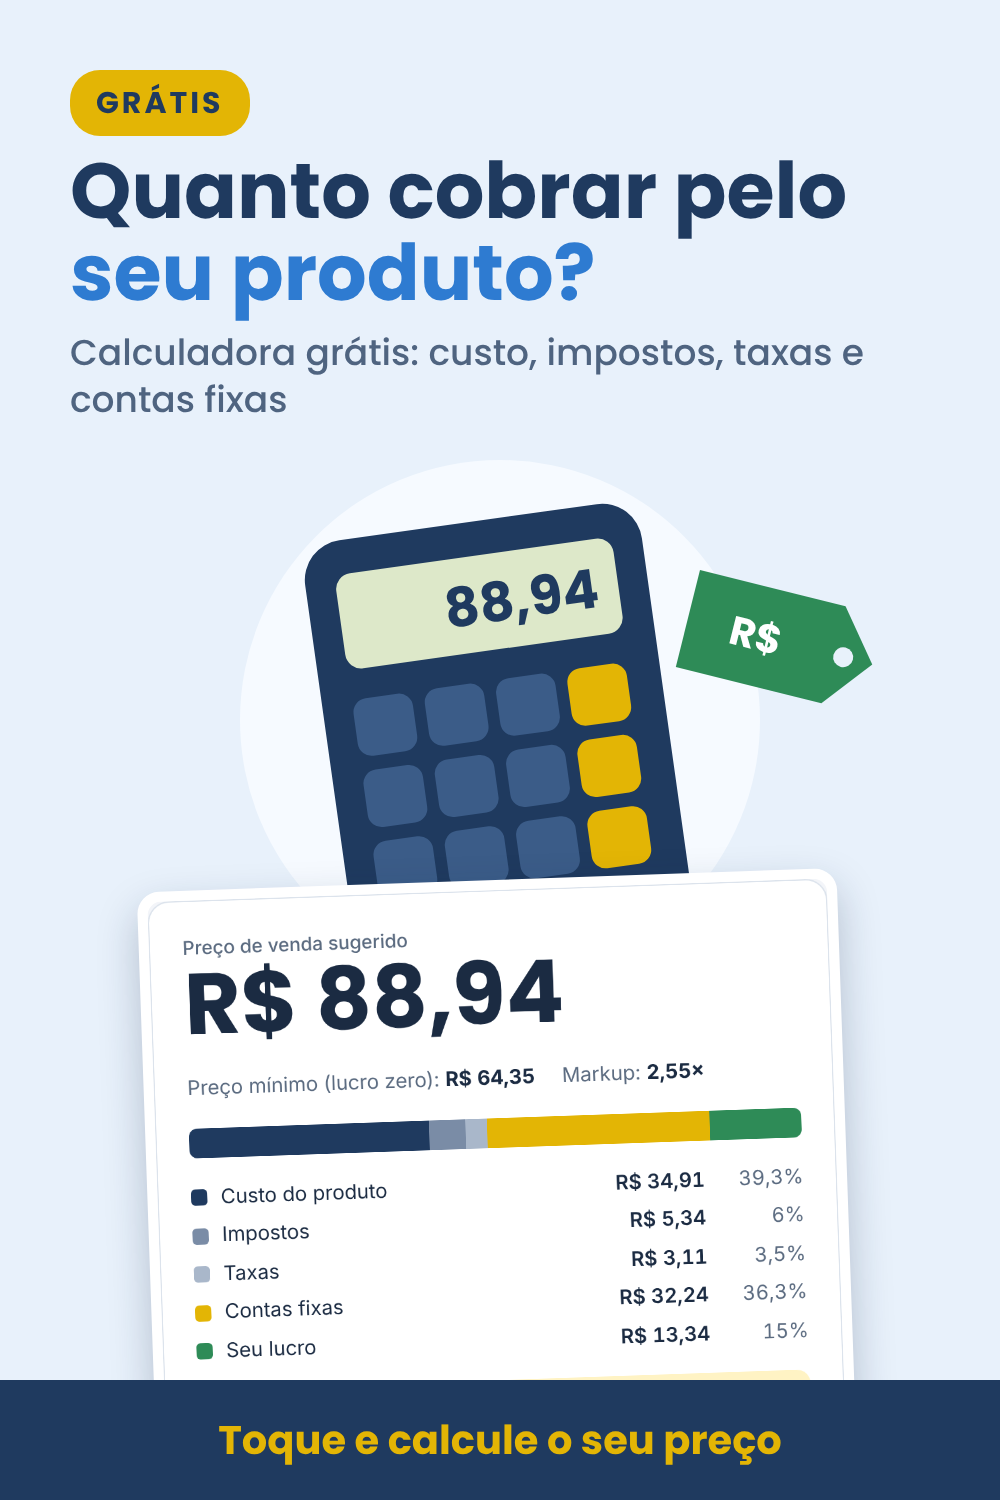 GRÁTIS
Quanto cobrar pelo
seu produto?
Calculadora grátis: custo, impostos, taxas e
contas fixas
88,94
R$
Preço de venda sugerido
R$ 88,94
Preço mínimo (lucro zero): R$ 64,35 Markup: 2,55×
Custo do produto R$ 34,91 39,3%
Impostos R$ 5,34 6%
Taxas R$ 3,11 3,5%
Contas fixas R$ 32,24 36,3%
Seu lucro R$ 13,34 15%
Toque e calcule o seu preço